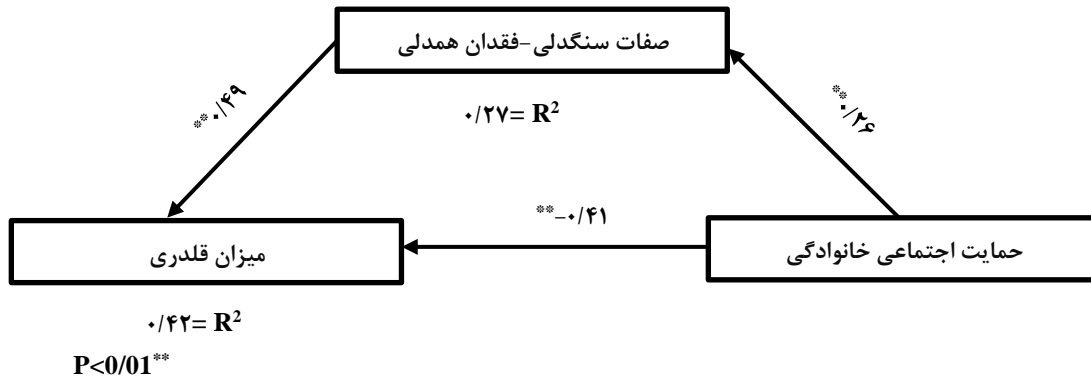 صفات سنگدلی-فقدان همدلی
۰/۲۷= R²
**۰/۲۶
**۰/۴۹
**-۰/۴۱
حمایت اجتماعی خانوادگی
میزان قلدری
۰/۴۲= R²
P<0/01**